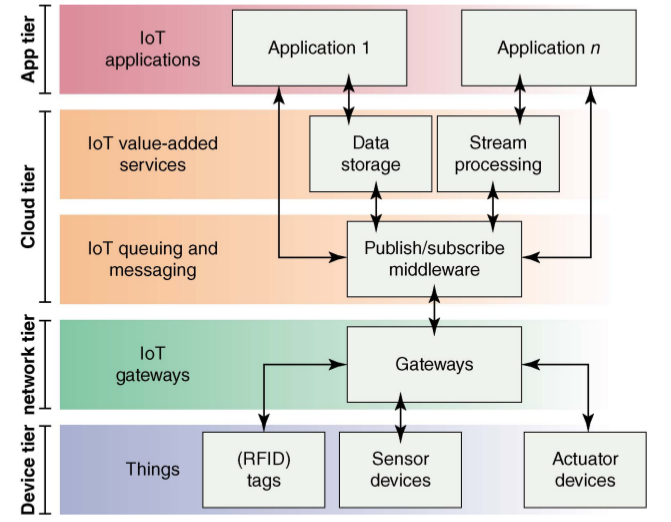 App tier
IoT
applications
Application 1
Application n
Cloud tier
IoT value-added
services
Data
storage
Stream
processing
IoT queuing and
messaging
Publish/subscribe
middleware
network tier
IoT
gateways
Gateways
Device tier
Things
(RFID)
tags
Sensor
devices
Actuator
devices